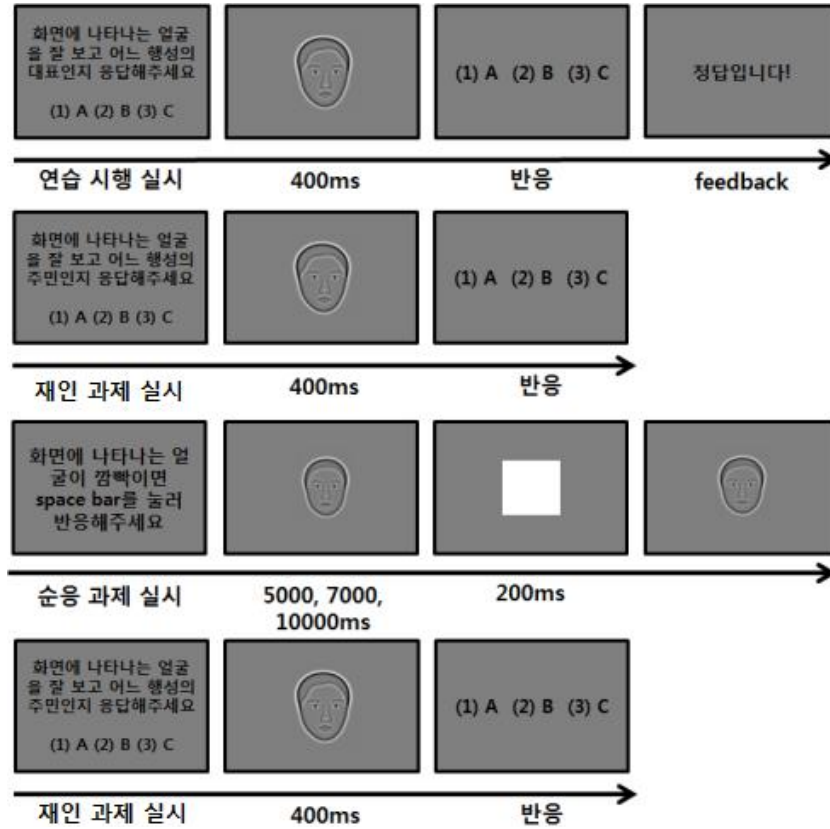 화면에 나타나는 얼굴
을 잘 보고 어느 행성의
대표인지 응답해주세요
(1) A (2) B (3) C
(1) A (2) B (3) C
정답입니다!
연습 시행 실시
400ms
반응
feedback
화면에 나타나는 얼굴
을 잘 보고 어느 행성의
주민인지 응답해주세요
(1) A (2) B (3) C
(1) A (2) B (3) C
재인 과제 실시
400ms
반응
화면에 나타나는 얼
굴이 깜빡이면
space bar를 눌러
반응해주세요
순응 과제 실시
5000, 7000,
10000ms
200ms
화면에 나타나는 얼굴
을 잘 보고 어느 행성의
주민인지 응답해주세요
(1) A (2) B (3) C
(1) A (2) B (3) C
재인 과제 실시
400ms
반응